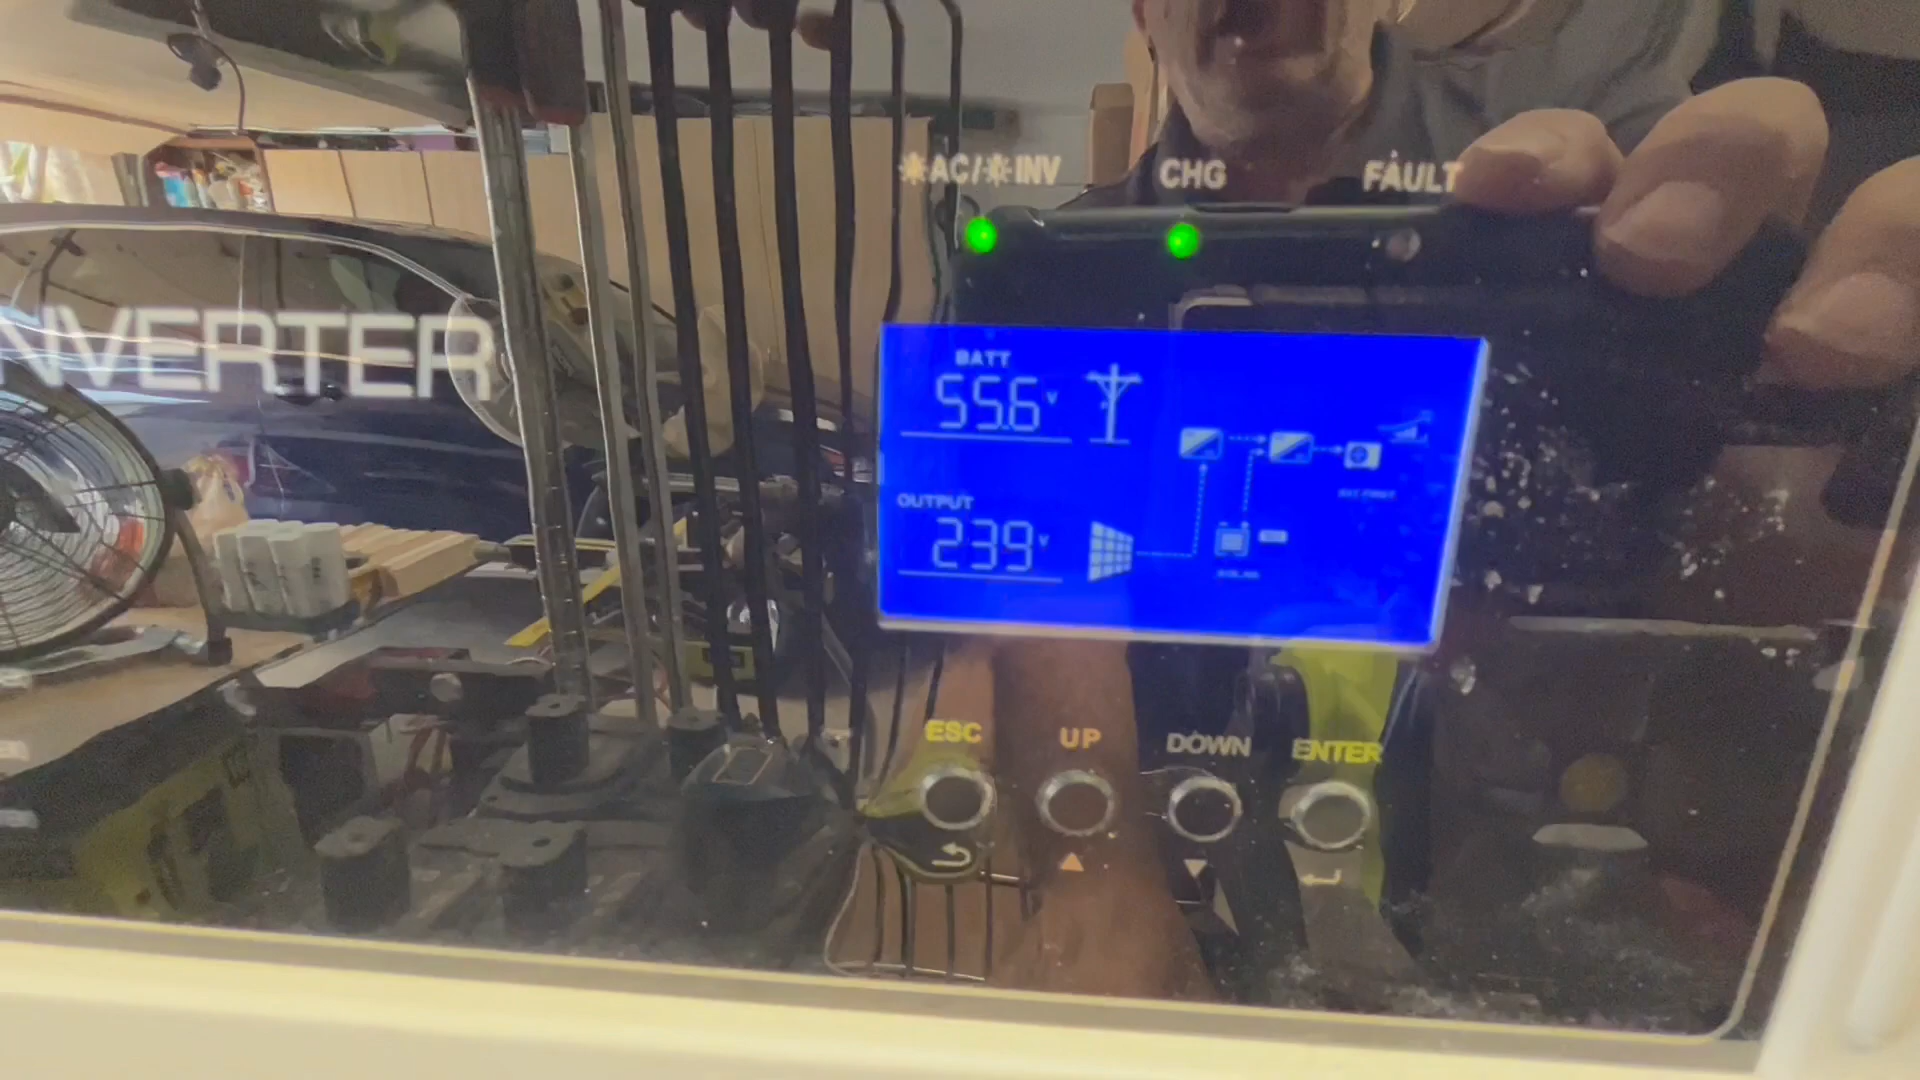 ☀AC/☀INV CHG FAULT
NVERTER
BATT
55.6V
OUTPUT
239V
ESC UP DOWN ENTER